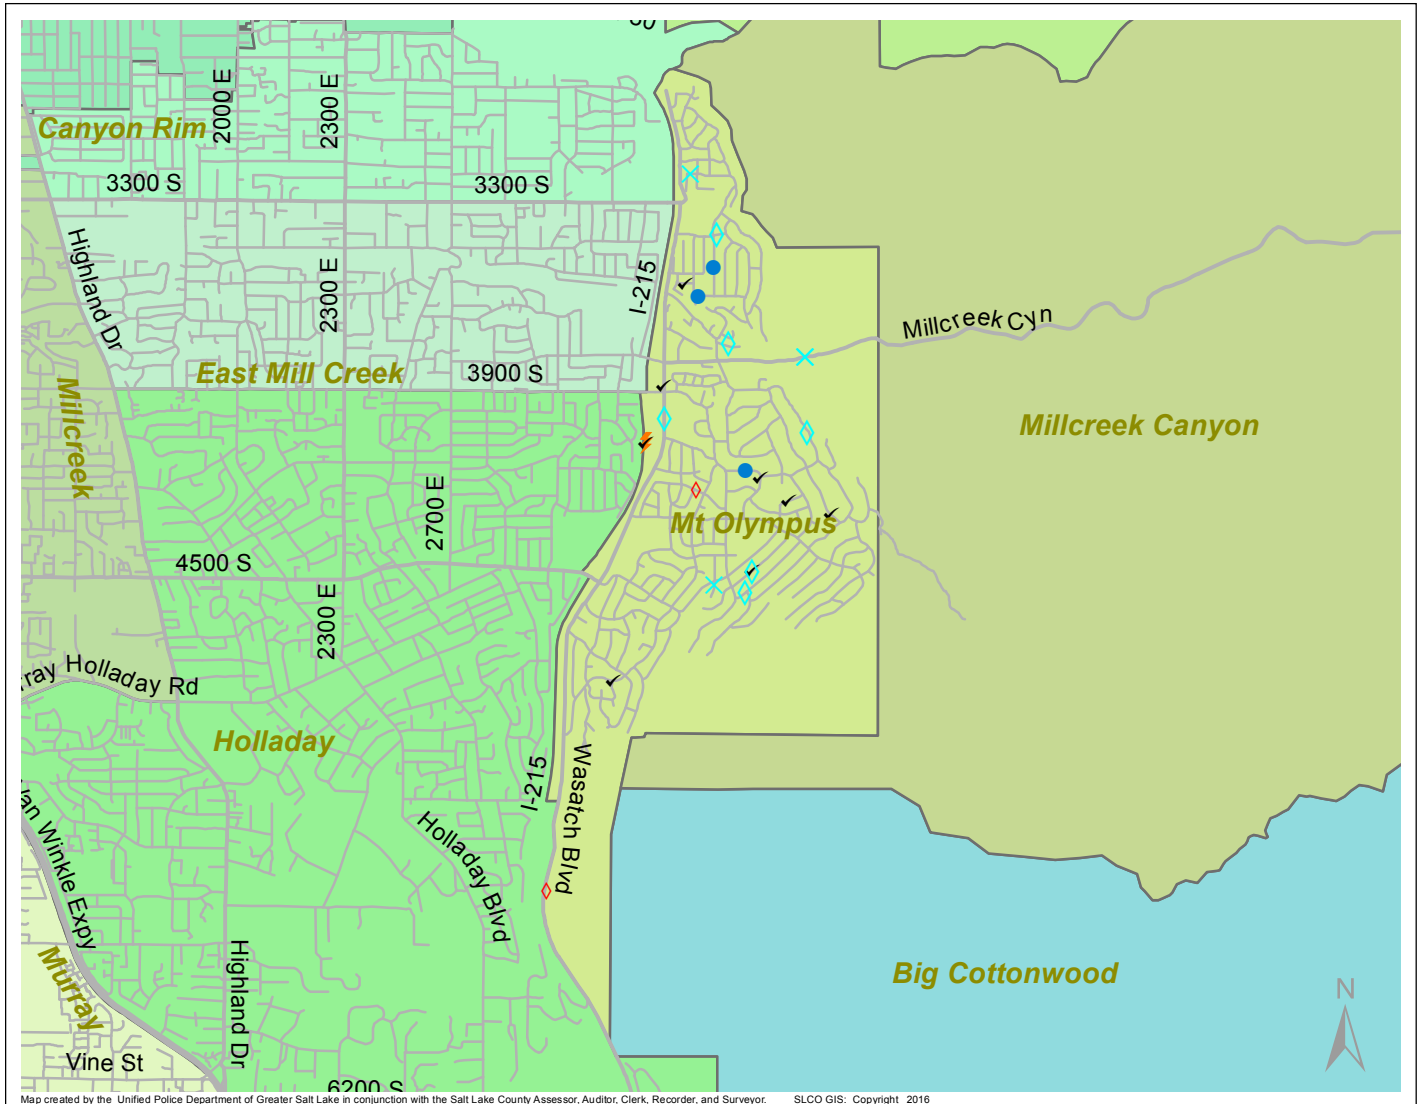 Canyon Rim
2000 E
2300 E
3300 S
3300 S
Highland Dr
2300 E
I-215
Millcreek Cyn
East Mill Creek
3900 S
Millcreek
Millcreek Canyon
2700 E
Mt Olympus
4500 S
2300 E
rray Holladay Rd
Holladay
I-215
Wasatch Blvd
Van Winkle Expy
Holladay Blvd
Highland Dr
Murray
Big Cottonwood
N
Vine St
6200 S
Map created by the Unified Police Department of Greater Salt Lake in conjunction with the Salt Lake County Assessor, Auditor, Clerk, Recorder, and Surveyor. SLCO GIS: Copyright 2016